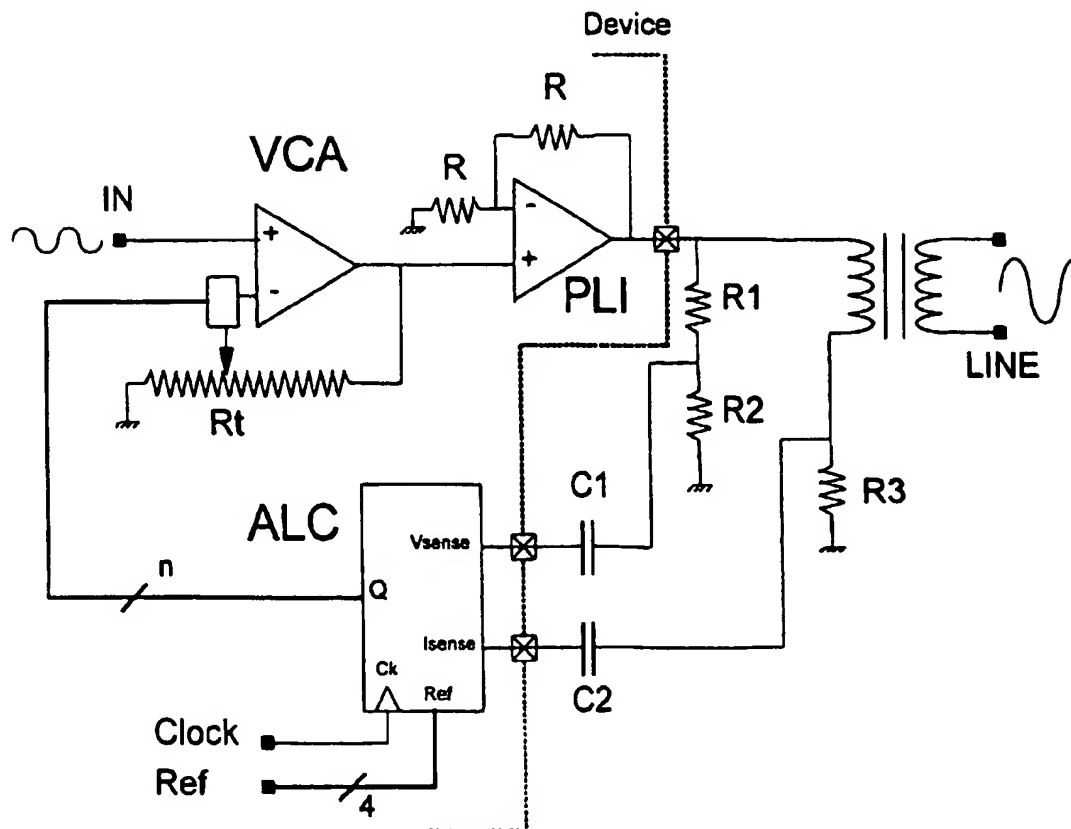 Device
R
VCA
R
IN
+
-
-
+
PLI
R1
LINE
Rt
R2
C1
R3
ALC
Vsense
n
Q
Isense
Ck
Ref
C2
Clock
Ref
4